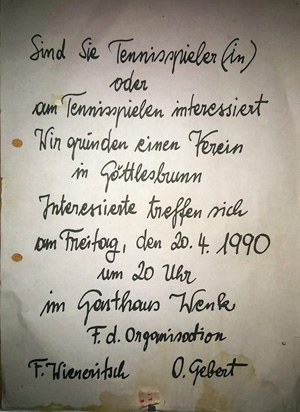 Sind Sie Tennisspieler(in)
oder
am Tennisspielen interessiert
Wir gründen einen Verein
in Göttlesbrunn
Interessierte treffen sich
am Freitag, den 20.4. 1990
um 20 Uhr
im Gasthaus Wenk
F. d. Organisation
F. O. Gebert